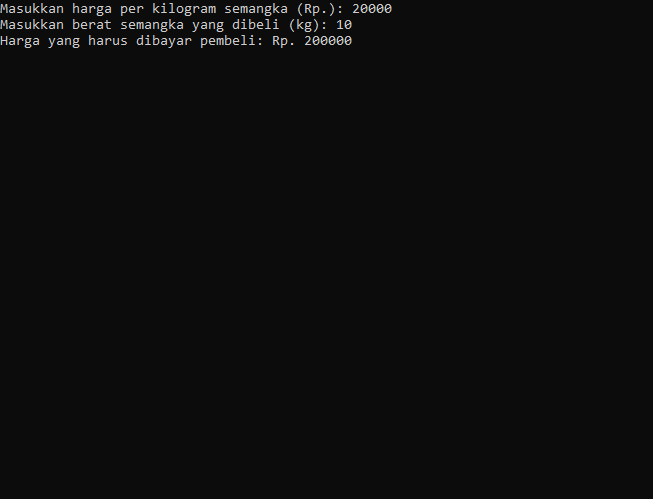 Masukkan harga per kilogram semangka (Rp.): 20000
Masukkan berat semangka yang dibeli (kg): 10
Harga yang harus dibayar pembeli: Rp. 200000